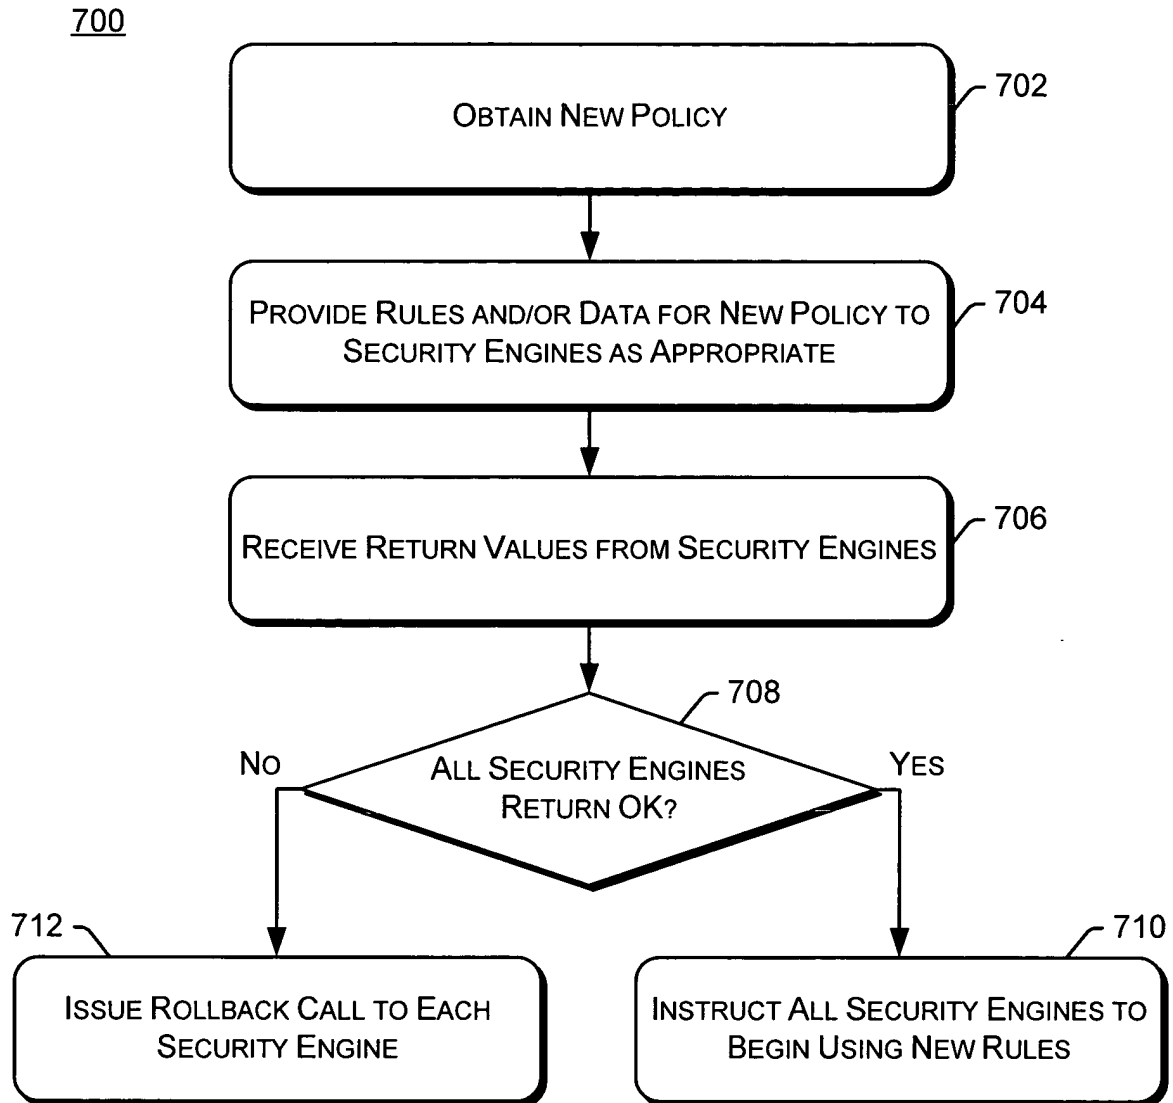 700
OBTAIN NEW POLICY
702
PROVIDE RULES AND/OR DATA FOR NEW POLICY TO
SECURITY ENGINES AS APPROPRIATE
704
RECEIVE RETURN VALUES FROM SECURITY ENGINES
706
708
NO
ALL SECURITY ENGINES
RETURN OK?
YES
712
ISSUE ROLLBACK CALL TO EACH
SECURITY ENGINE
710
INSTRUCT ALL SECURITY ENGINES TO
BEGIN USING NEW RULES